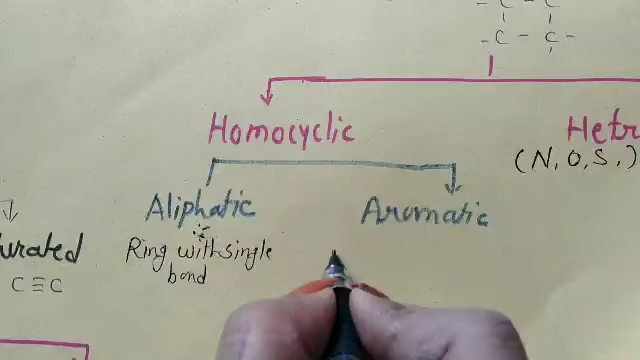 - C - C -
Homocyclic
Hetr
(N, O, S,)
Aliphatic
Aromatic
urated
Ring with single
bond
C≡C